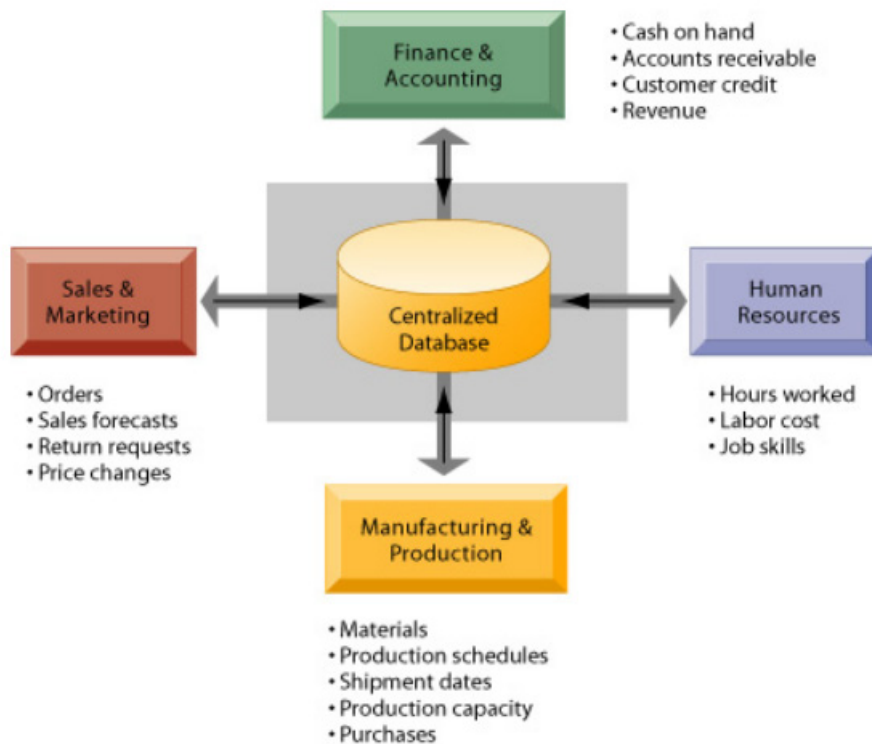 Finance &
Accounting
• Cash on hand
• Accounts receivable
• Customer credit
• Revenue
Sales &
Marketing
• Orders
• Sales forecasts
• Return requests
• Price changes
Centralized
Database
Human
Resources
• Hours worked
• Labor cost
• Job skills
Manufacturing &
Production
• Materials
• Production schedules
• Shipment dates
• Production capacity
• Purchases